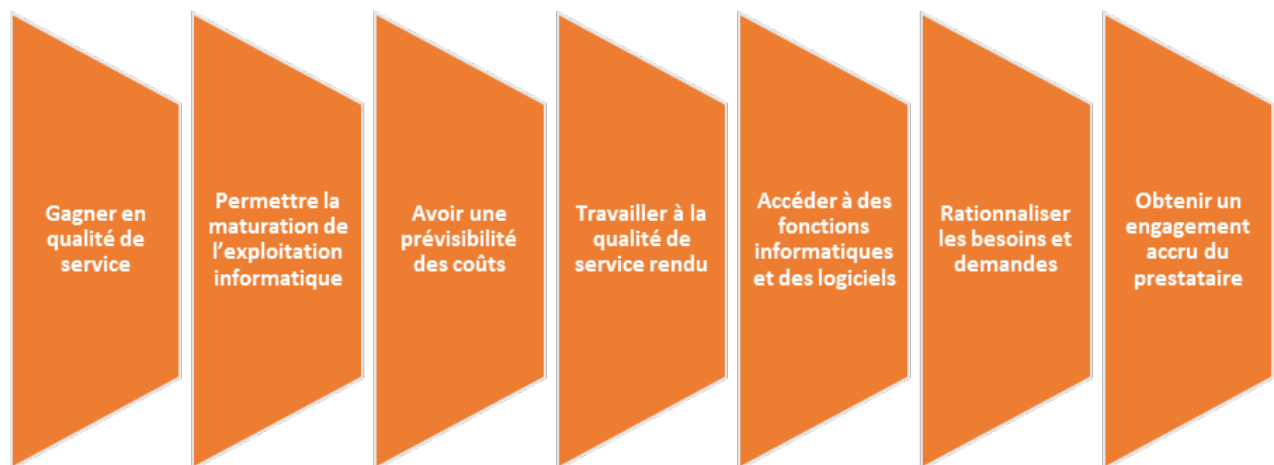 Gagner en
qualité de
service
Permettre la
maturation de
l'exploitation
informatique
Avoir une
prévisibilité
des coûts
Travailler à la
qualité de
service rendu
Accéder à des
fonctions
informatiques
et des logiciels
Rationnaliser
les besoins et
demandes
Obtenir un
engagement
accru du
prestataire